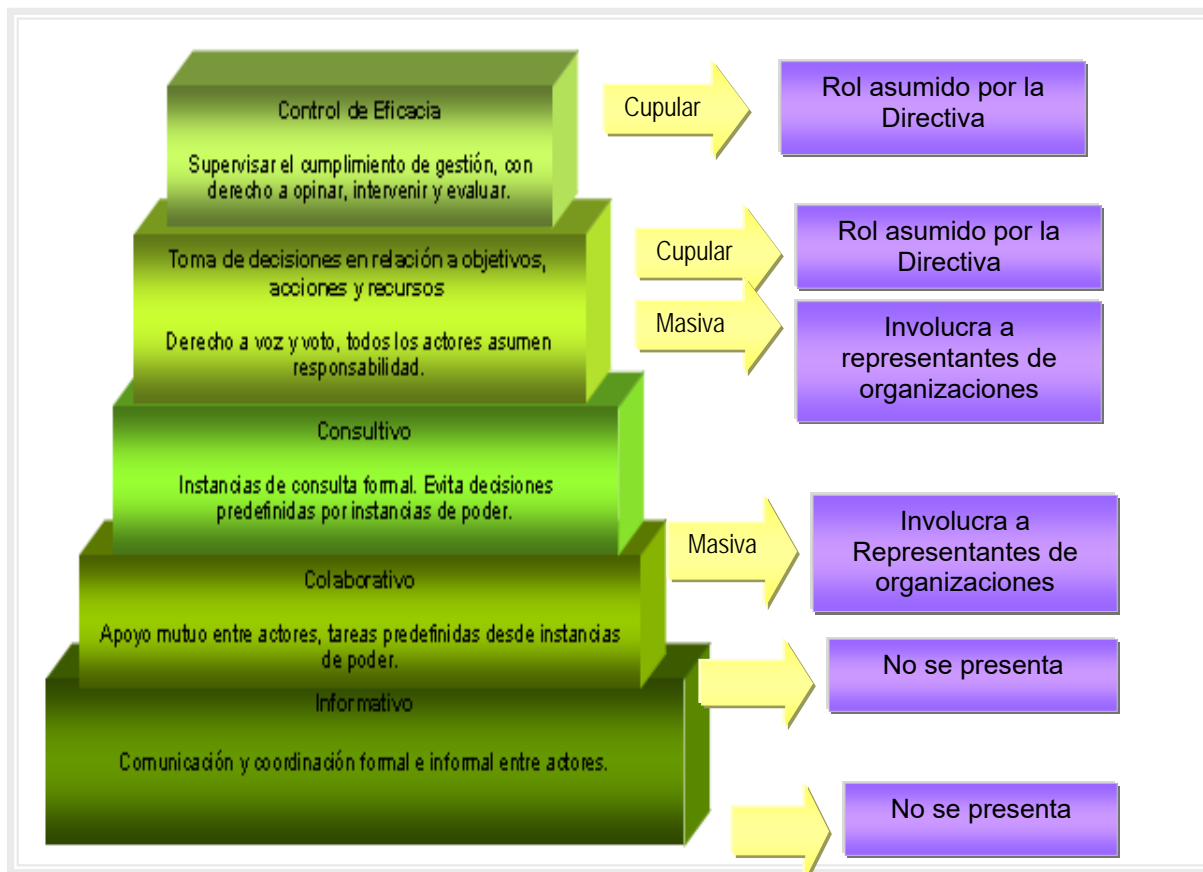 Control de Eficacia
Supervisar el cumplimiento de gestión, con
derecho a opinar, intervenir y evaluar.
Cupular
Rol asumido por la
Directiva
Toma de decisiones en relación a objetivos,
acciones y recursos
Derecho a voz y voto, todos los actores asumen
responsabilidad.
Cupular
Rol asumido por la
Directiva
Masiva
Involucra a
representantes de
organizaciones
Consultivo
Instancias de consulta formal. Evita decisiones
predefinidas por instancias de poder.
Masiva
Involucra a
Representantes de
organizaciones
Colaborativo
Apoyo mutuo entre actores, tareas predefinidas desde instancias
de poder.
No se presenta
Informativo
Comunicación y coordinación formal e informal entre actores.
No se presenta